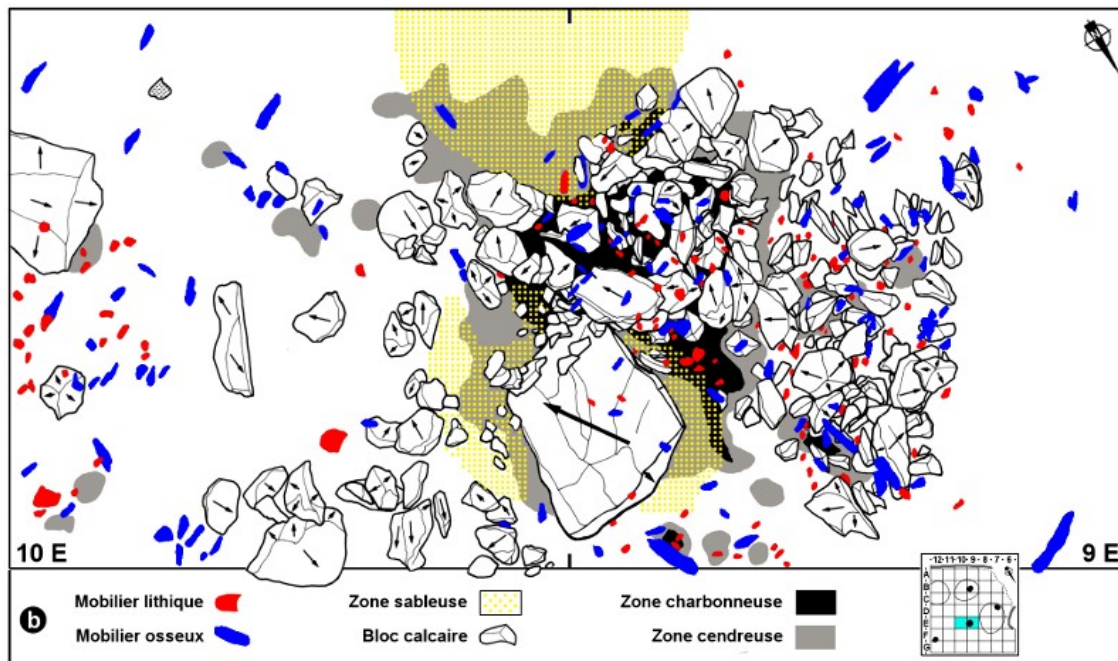 10 E
9 E
b
Mobilier lithique
Mobilier osseux
Zone sableuse
Bloc calcaire
Zone charbonneuse
Zone cendreuse
12 11 10 9 8 7 6
A
B
C
D
E
F
G